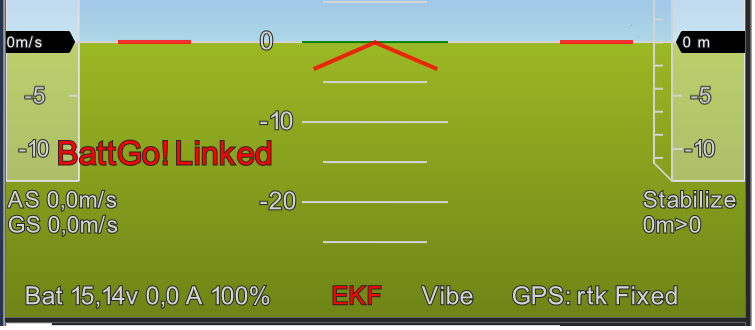 0m/s
0
0 m
-5
-5
-10
-10
BattGo! Linked
-10
AS 0,0m/s
-20
Stabilize
GS 0,0m/s
0m>0
Bat 15,14v 0,0 A 100%
EKF
Vibe
GPS: rtk Fixed